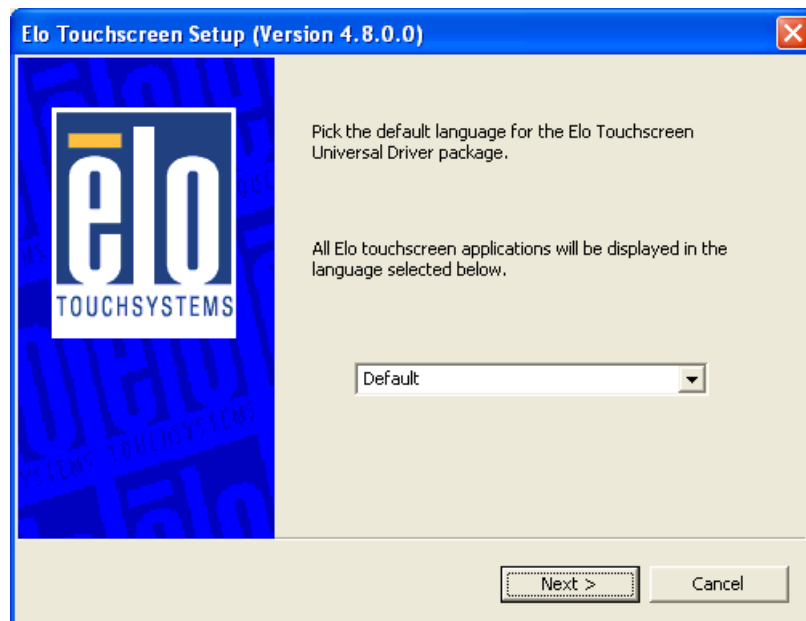 Elo Touchscreen Setup (Version 4.8.0.0)
elo
TOUCHSYSTEMS
Pick the default language for the Elo Touchscreen
Universal Driver package.
All Elo touchscreen applications will be displayed in the
language selected below.
Default
Next >
Cancel